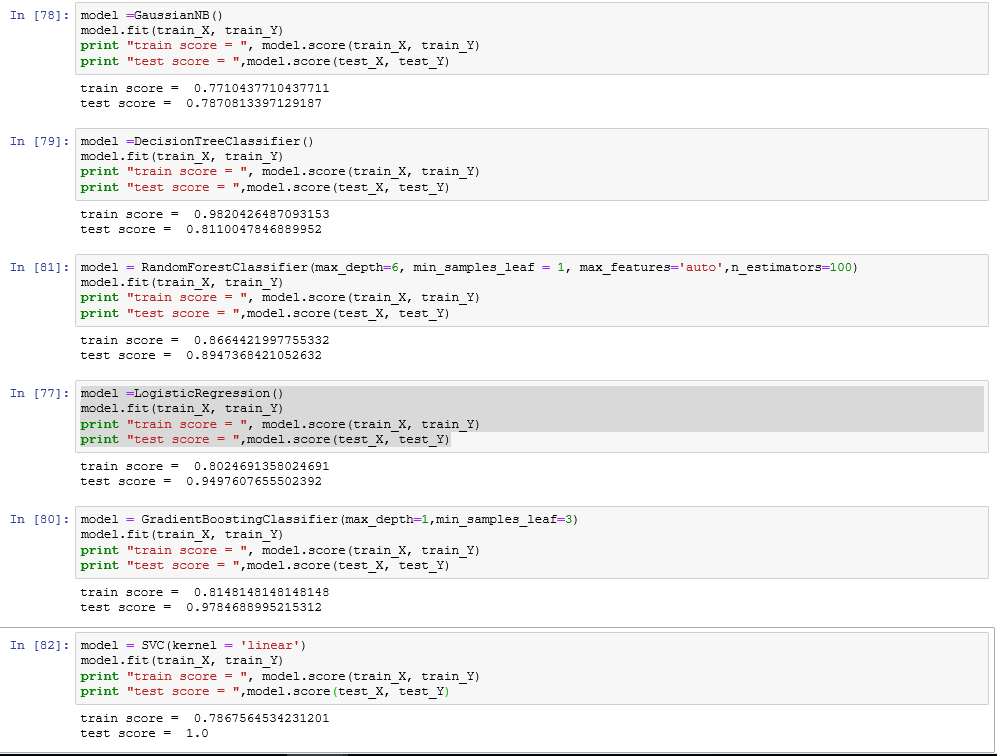 In [78]: model =GaussianNB()
model.fit(train_X, train_Y)
print "train score = ", model.score(train_X, train_Y)
print "test score = ",model.score(test_X, test_Y)
train score =  0.7710437710437711
test score =  0.7870813397129187
In [79]: model =DecisionTreeClassifier()
model.fit(train_X, train_Y)
print "train score = ", model.score(train_X, train_Y)
print "test score = ",model.score(test_X, test_Y)
train score =  0.9820426487093153
test score =  0.8110047846889952
In [81]: model = RandomForestClassifier(max_depth=6, min_samples_leaf = 1, max_features='auto',n_estimators=100)
model.fit(train_X, train_Y)
print "train score = ", model.score(train_X, train_Y)
print "test score = ",model.score(test_X, test_Y)
train score =  0.8664421997755332
test score =  0.8947368421052632
In [77]: model =LogisticRegression()
model.fit(train_X, train_Y)
print "train score = ", model.score(train_X, train_Y)
print "test score = ",model.score(test_X, test_Y)
train score =  0.8024691358024691
test score =  0.9497607655502392
In [80]: model = GradientBoostingClassifier(max_depth=1,min_samples_leaf=3)
model.fit(train_X, train_Y)
print "train score = ", model.score(train_X, train_Y)
print "test score = ",model.score(test_X, test_Y)
train score =  0.8148148148148148
test score =  0.9784688995215312
In [82]: model = SVC(kernel = 'linear')
model.fit(train_X, train_Y)
print "train score = ", model.score(train_X, train_Y)
print "test score = ",model.score(test_X, test_Y)
train score =  0.7867564534231201
test score =  1.0